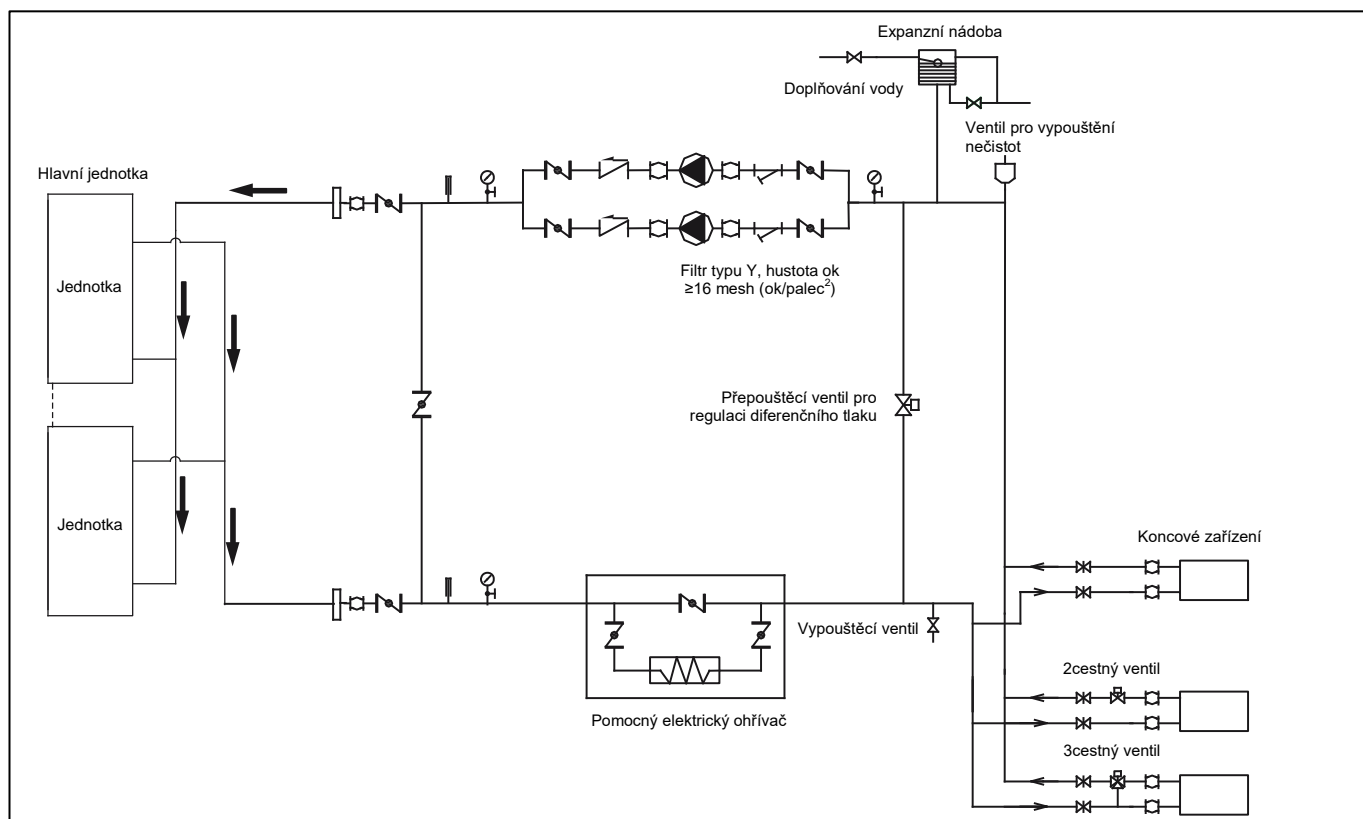 Expanzní nádoba
Doplňování vody
Ventil pro vypouštění
nečistot
Hlavní jednotka
Jednotka
Filtr typu Y, hustota ok
≥16 mesh (ok/palec²)
Přepouštěcí ventil pro
regulaci diferenčního tlaku
Jednotka
Koncové zařízení
Vypouštěcí ventil
2cestný ventil
Pomocný elektrický ohřívač
3cestný ventil